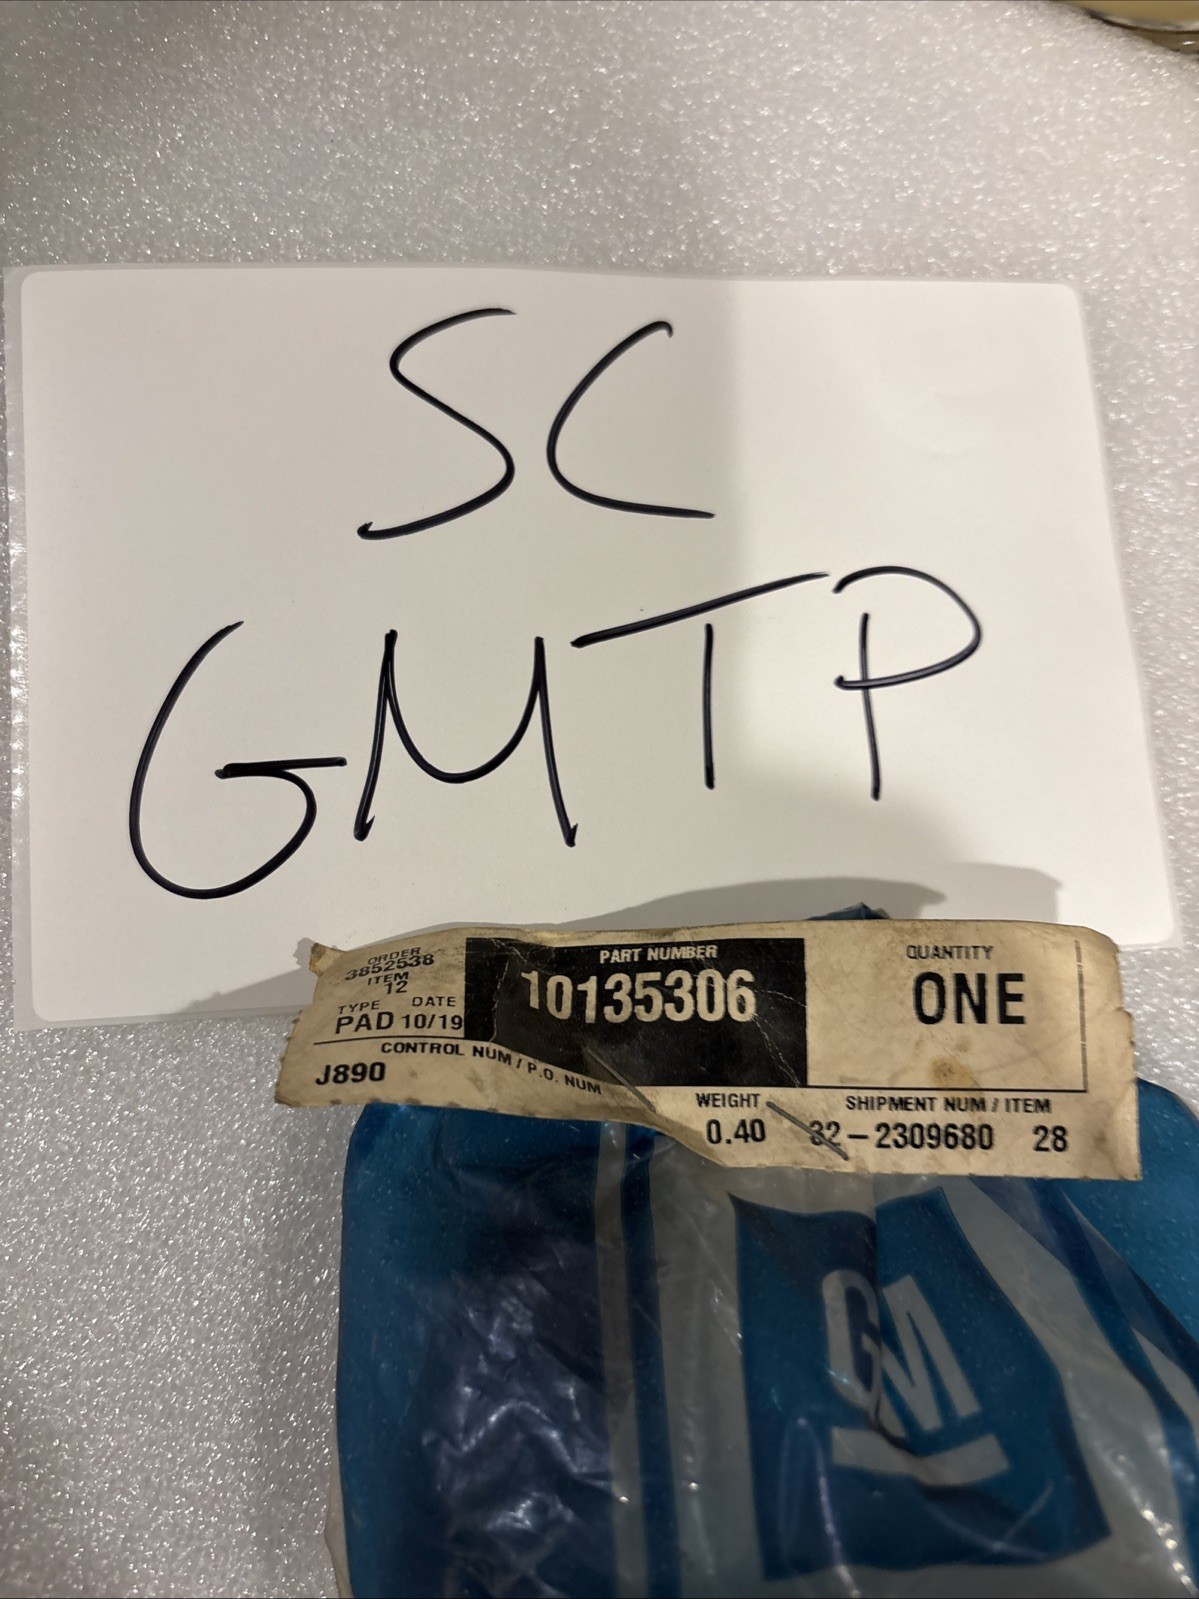 SC
GMTP
ORDER
3852538
ITEM
12
TYPE DATE
PAD 10/19
CONTROL NUM / P.O. NUM
J890
PART NUMBER
10135306
QUANTITY
ONE
WEIGHT
0.40
SHIPMENT NUM / ITEM
32-2309680 28
GM